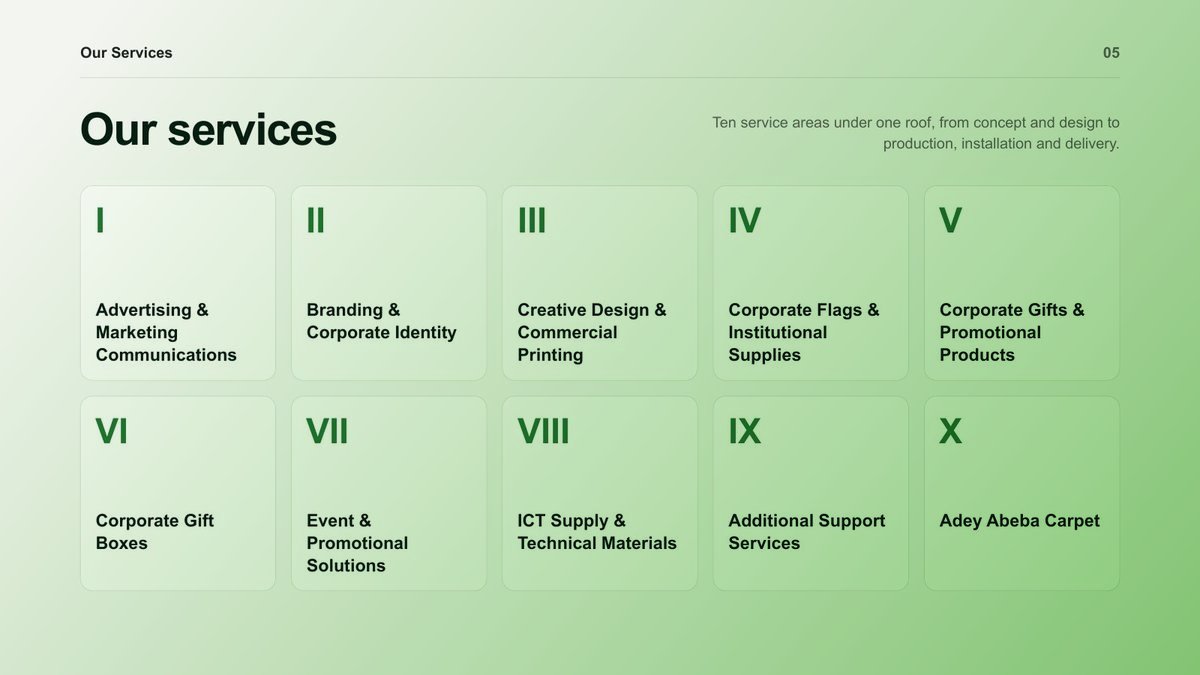 Our Services
05
Our services
Ten service areas under one roof, from concept and design to
production, installation and delivery.
I
Advertising &
Marketing
Communications
II
Branding &
Corporate Identity
III
Creative Design &
Commercial
Printing
IV
Corporate Flags &
Institutional
Supplies
V
Corporate Gifts &
Promotional
Products
VI
Corporate Gift
Boxes
VII
Event &
Promotional
Solutions
VIII
ICT Supply &
Technical Materials
IX
Additional Support
Services
X
Adey Abeba Carpet